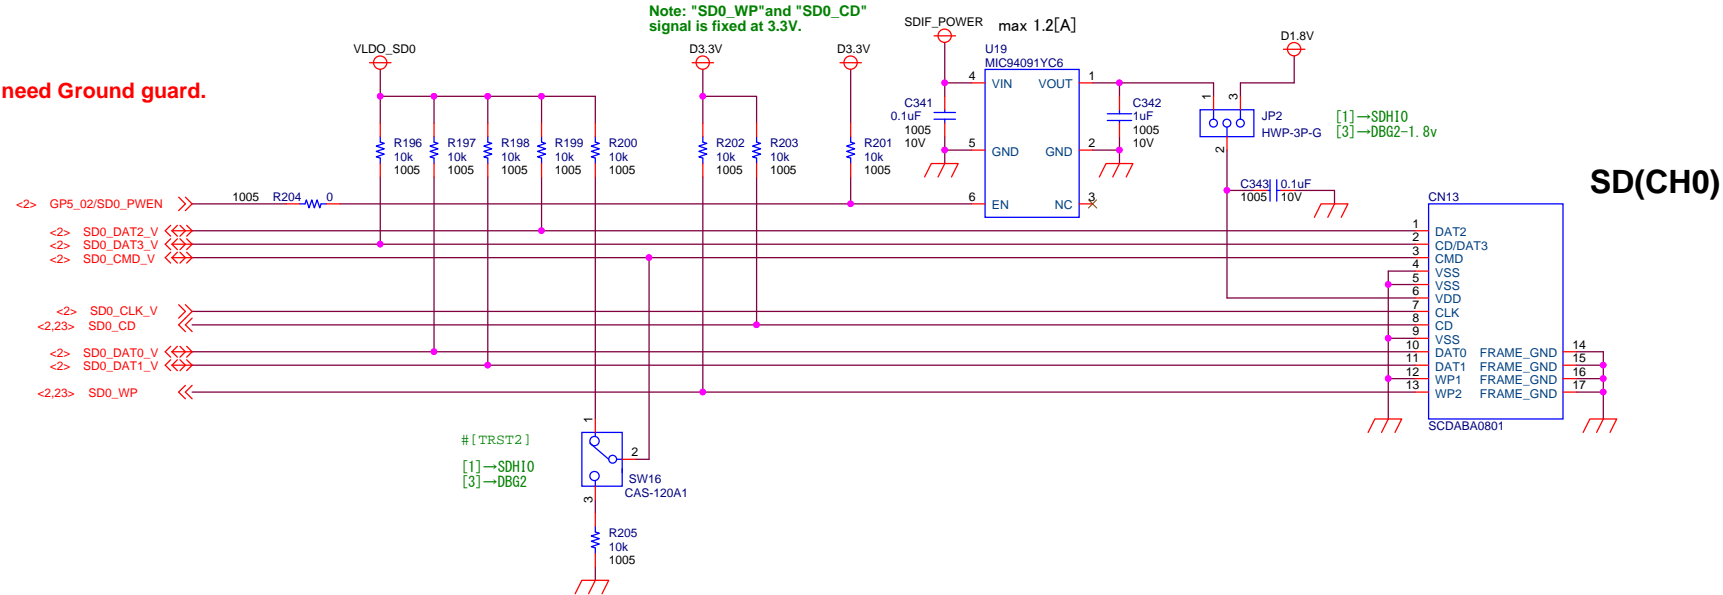 Note: "SD0_WP"and "SD0_CD"
signal is fixed at 3.3V.
need Ground guard.
SD(CH0)
VLDO_SD0
D3.3V
D3.3V
SDIF_POWER
max 1.2[A]
D1.8V
R196
10k
1005
R197
10k
1005
R198
10k
1005
R199
10k
1005
R200
10k
1005
R202
10k
1005
R203
10k
1005
R201
10k
1005
C341
0.1uF
1005
10V
U19
MIC94091YC6
4 VIN
VOUT 1
5 GND
GND 2
6 EN
NC 3
C342
1uF
1005
10V
1
3
2
JP2
HWP-3P-G
[1]→SDHI0
[3]→DBG2-1.8v
C343
1005
0.1uF
10V
<2> GP5_02/SD0_PWEN
1005 R204 0
<2> SD0_DAT2_V
<2> SD0_DAT3_V
<2> SD0_CMD_V
<2> SD0_CLK_V
<2,23> SD0_CD
<2> SD0_DAT0_V
<2> SD0_DAT1_V
<2,23> SD0_WP
CN13
1 DAT2
2 CD/DAT3
3 CMD
4 VSS
5 VSS
6 VDD
7 CLK
8 CD
9 VSS
10 DAT0 FRAME_GND 14
11 DAT1 FRAME_GND 15
12 WP1 FRAME_GND 16
13 WP2 FRAME_GND 17
SCDABA0801
#[TRST2]
[1]→SDHI0
[3]→DBG2
1
2
3
SW16
CAS-120A1
R205
10k
1005